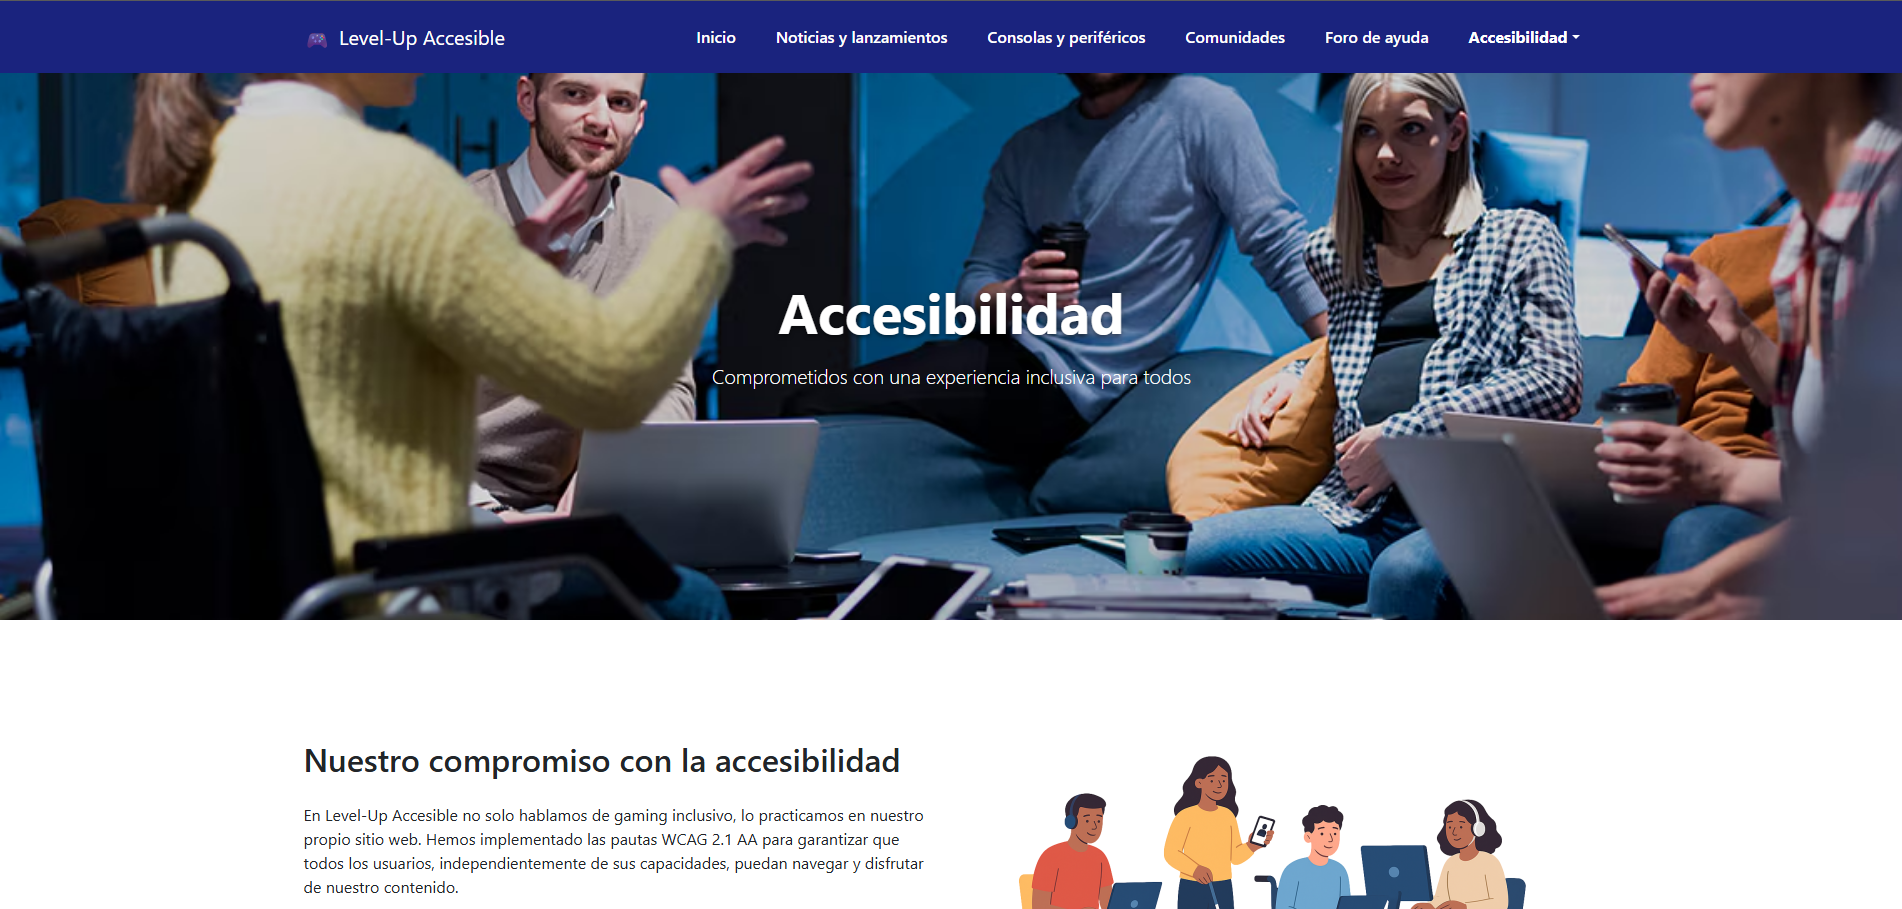 Level-Up Accesible
Inicio
Noticias y lanzamientos
Consolas y periféricos
Comunidades
Foro de ayuda
Accesibilidad
Accesibilidad
Comprometidos con una experiencia inclusiva para todos
Nuestro compromiso con la accesibilidad
En Level-Up Accesible no solo hablamos de gaming inclusivo, lo practicamos en nuestro
propio sitio web. Hemos implementado las pautas WCAG 2.1 AA para garantizar que
todos los usuarios, independientemente de sus capacidades, puedan navegar y disfrutar
de nuestro contenido.